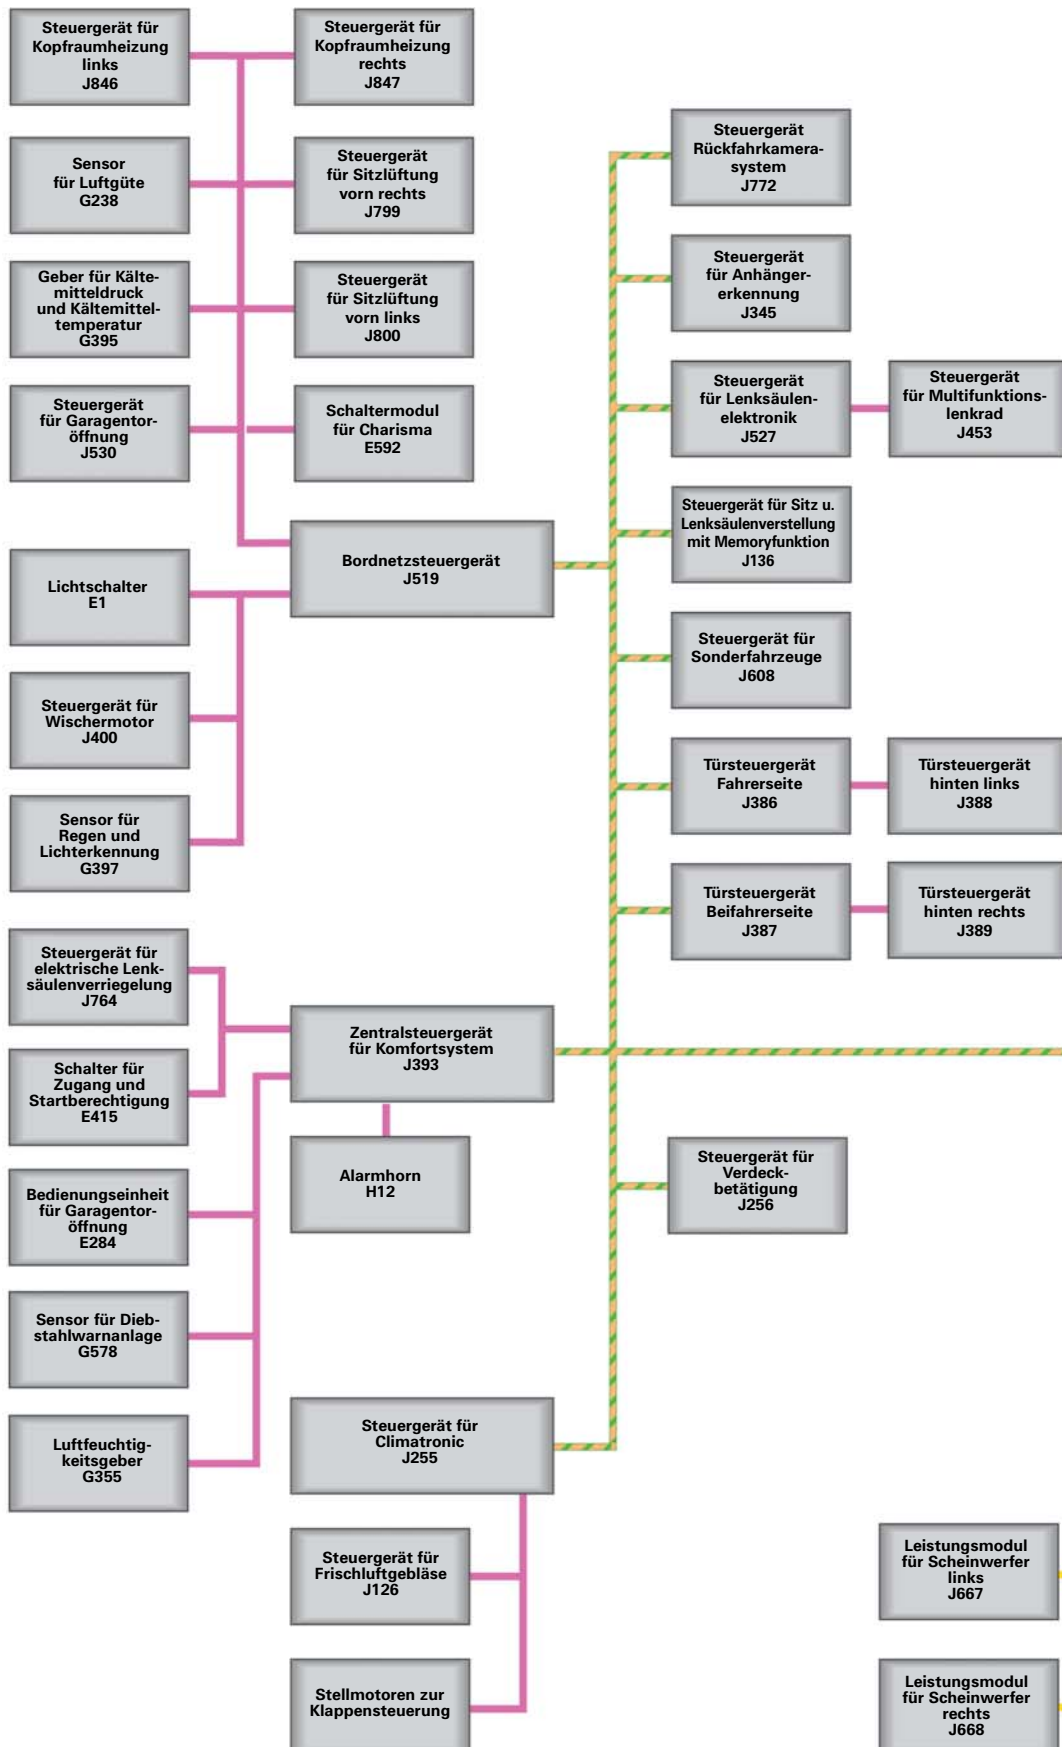 Steuergerät für
Kopfraumheizung
links
J846
Steuergerät für
Kopfraumheizung
rechts
J847
Sensor
für Luftgüte
G238
Steuergerät
für Sitzlüftung
vorn rechts
J799
Geber für Kälte-
mitteldruck
und Kältemittel-
temperatur
G395
Steuergerät
für Sitzlüftung
vorn links
J800
Steuergerät
für Garagentor-
öffnung
J530
Schaltermodul
für Charisma
E592
Bordnetzsteuergerät
J519
Lichtschalter
E1
Steuergerät für
Wischermotor
J400
Sensor für
Regen und
Lichterkennung
G397
Steuergerät für
elektrische Lenk-
säulenverriegelung
J764
Schalter für
Zugang und
Startberechtigung
E415
Zentralsteuergerät
für Komfortsystem
J393
Alarmhorn
H12
Bedienungseinheit
für Garagentor-
öffnung
E284
Sensor für Dieb-
stahlwarnanlage
G578
Luftfeuchtig-
keitsgeber
G355
Steuergerät für
Climatronic
J255
Steuergerät für
Frischluftgebläse
J126
Stellmotoren zur
Klappensteuerung
Steuergerät
Rückfahrkamera-
system
J772
Steuergerät
für Anhänger-
erkennung
J345
Steuergerät
für Lenksäulen-
elektronik
J527
Steuergerät
für Multifunktions-
lenkrad
J453
Steuergerät für Sitz u.
Lenksäulenverstellung
mit Memoryfunktion
J136
Steuergerät für
Sonderfahrzeuge
J608
Türsteuergerät
Fahrerseite
J386
Türsteuergerät
hinten links
J388
Türsteuergerät
Beifahrerseite
J387
Türsteuergerät
hinten rechts
J389
Steuergerät für
Verdeck-
betätigung
J256
Leistungsmodul
für Scheinwerfer
links
J667
Leistungsmodul
für Scheinwerfer
rechts
J668